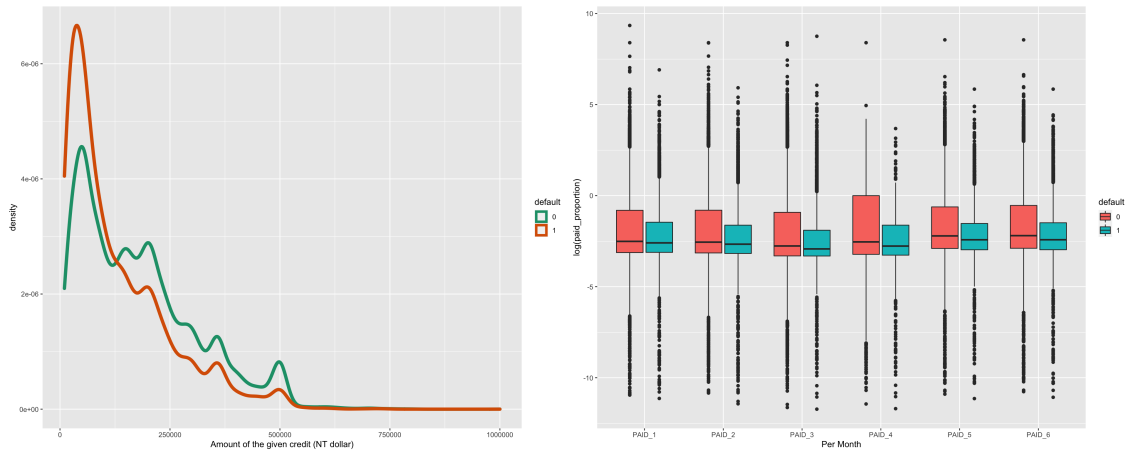 6e-06
4e-06
2e-06
0e+00
density
0
250000
500000
750000
1000000
Amount of the given credit (NT dollar)
default
0
1
10
5
0
-5
-10
log(paid_proportion)
PAID_1
PAID_2
PAID_3
PAID_4
PAID_5
PAID_6
Per Month
default
0
1